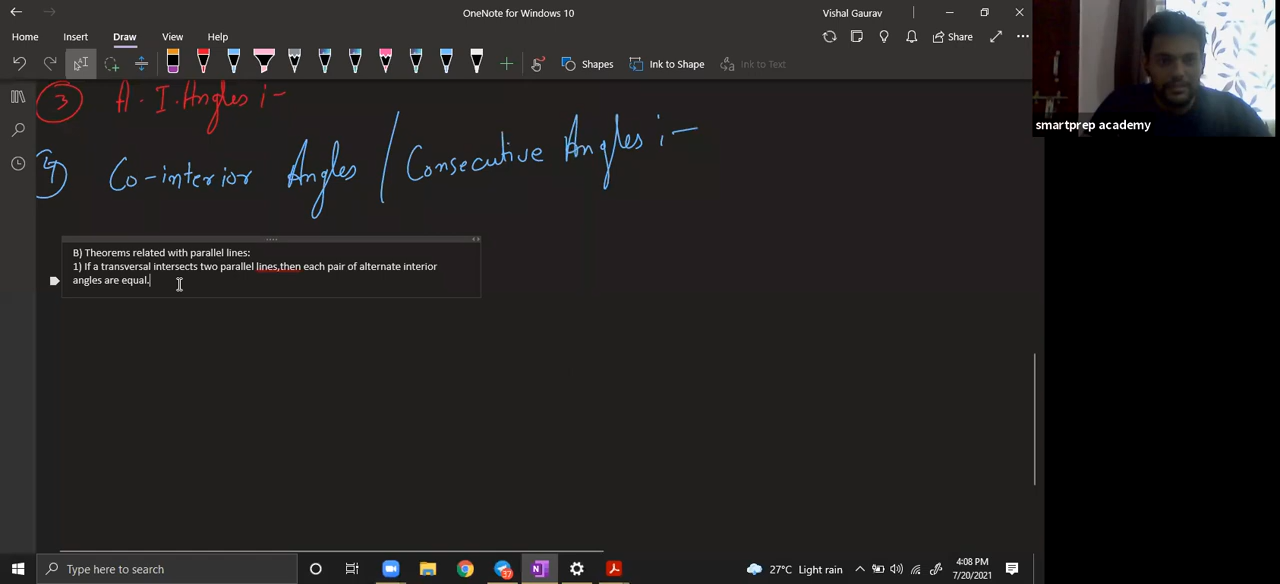 OneNote for Windows 10
Vishal Gaurav
Home
Insert
Draw
View
Help
Share
Shapes
Ink to Shape
Ink to Text
smartprep academy
3 A. I. Angles :-
4 Co-interior Angles / Consecutive Angles :-
B) Theorems related with parallel lines:
1) If a transversal intersects two parallel lines,then each pair of alternate interior
angles are equal.
Type here to search
37
27°C Light rain
4:08 PM
7/20/2021